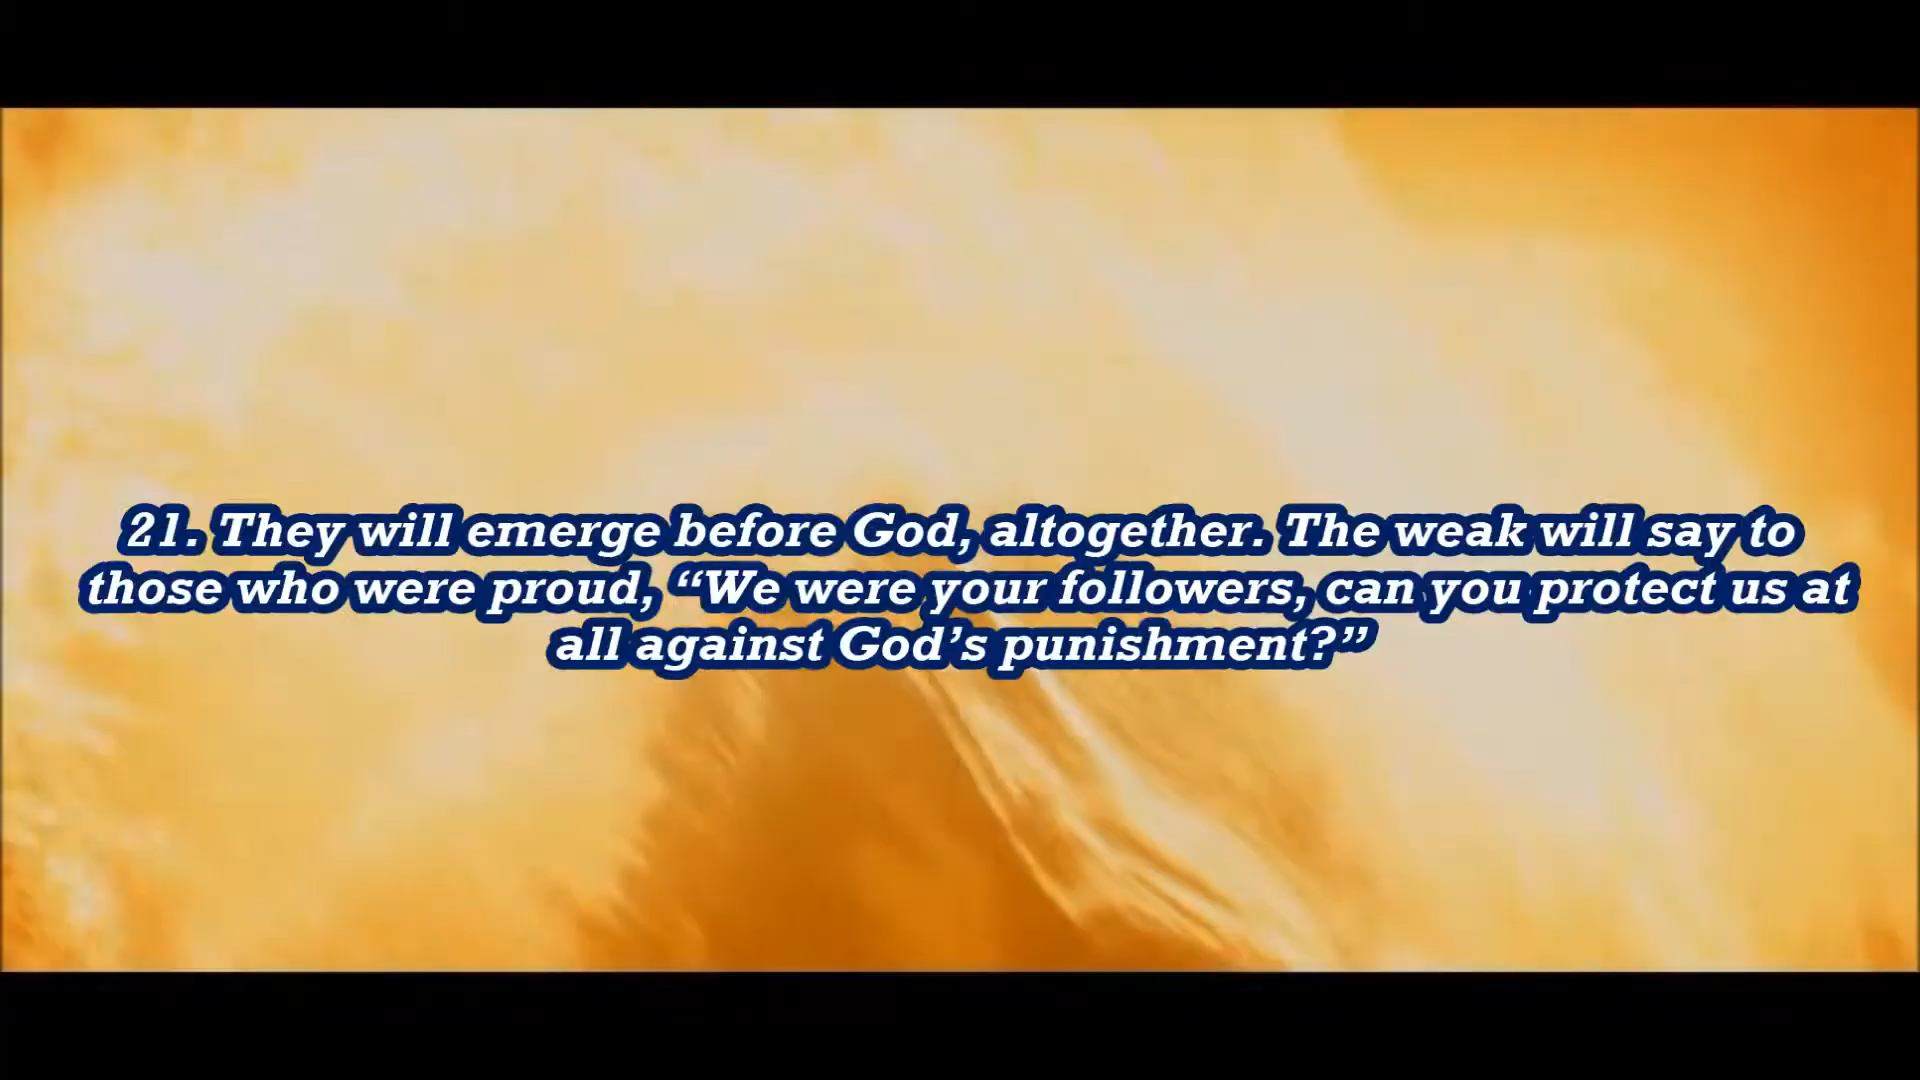 21. They will emerge before God, altogether. The weak will say to
those who were proud, “We were your followers, can you protect us at
all against God’s punishment?”